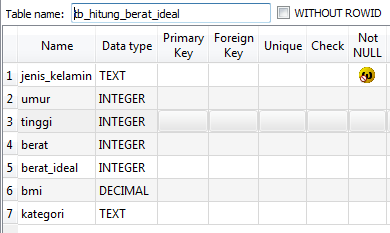 Table name: tb_hitung_berat_ideal WITHOUT ROWID
Name Data type Primary Key Foreign Key Unique Check Not NULL
1 jenis_kelamin TEXT
2 umur INTEGER
3 tinggi INTEGER
4 berat INTEGER
5 berat_ideal INTEGER
6 bmi DECIMAL
7 kategori TEXT